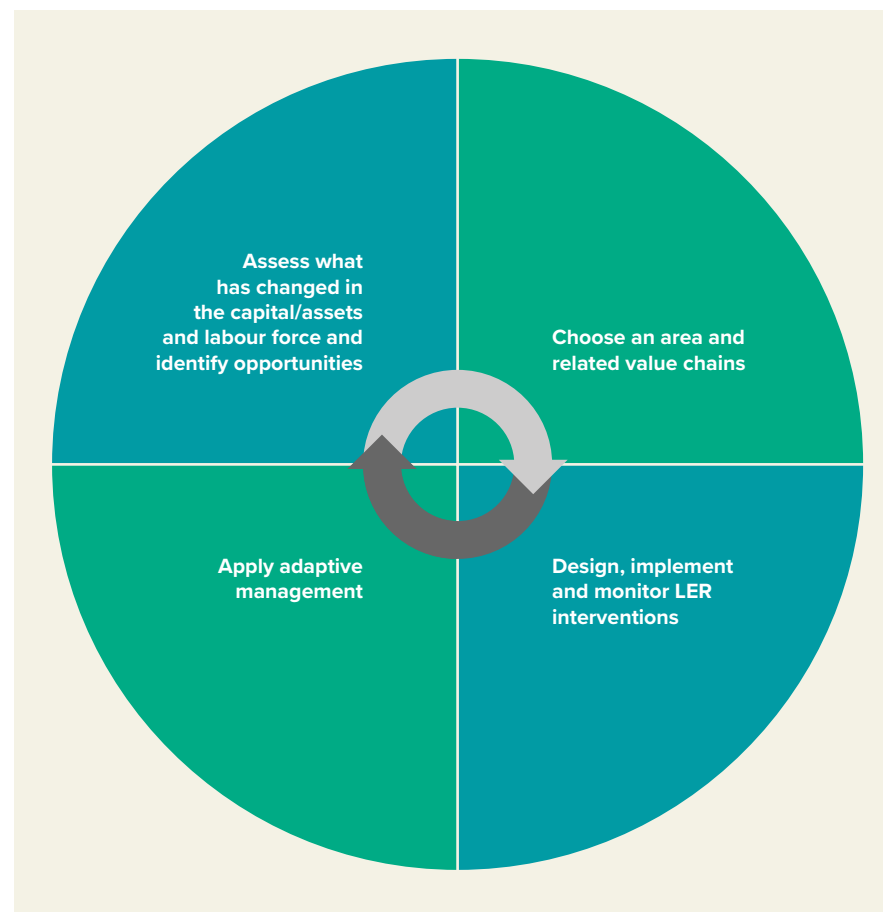 Assess what
has changed in
the capital/assets
and labour force and
identify opportunities
Choose an area and
related value chains
Design, implement
and monitor LER
interventions
Apply adaptive
management